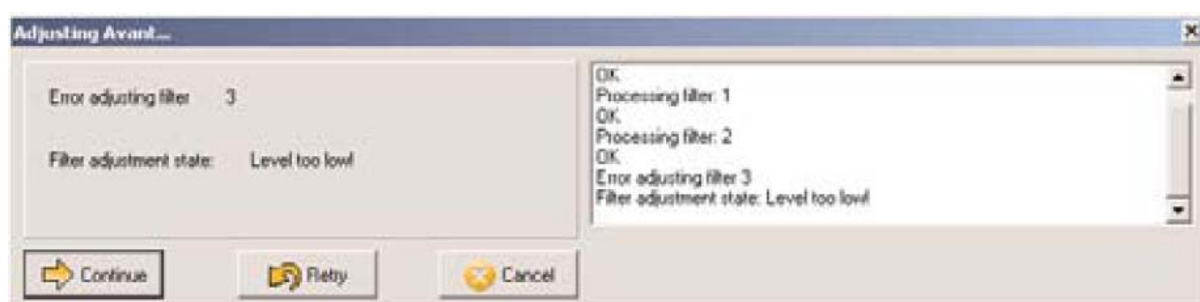 Adjusting Avant...
Error adjusting filter 3
Filter adjustment state: Level too low!
OK
Processing filter: 1
OK
Processing filter: 2
OK
Error adjusting filter 3
Filter adjustment state: Level too low!
Continue Retry Cancel